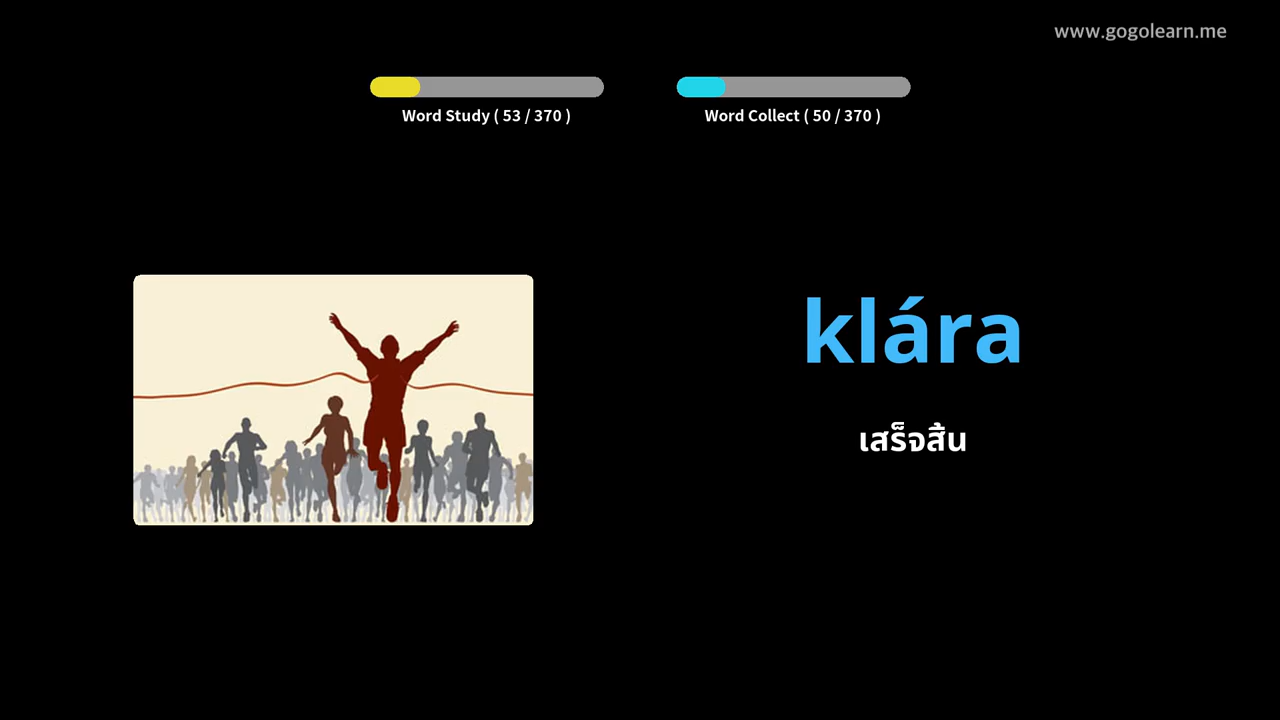 www.gogolearn.me
Word Study ( 53 / 370 )
Word Collect ( 50 / 370 )
klára
เสร็จสิ้น